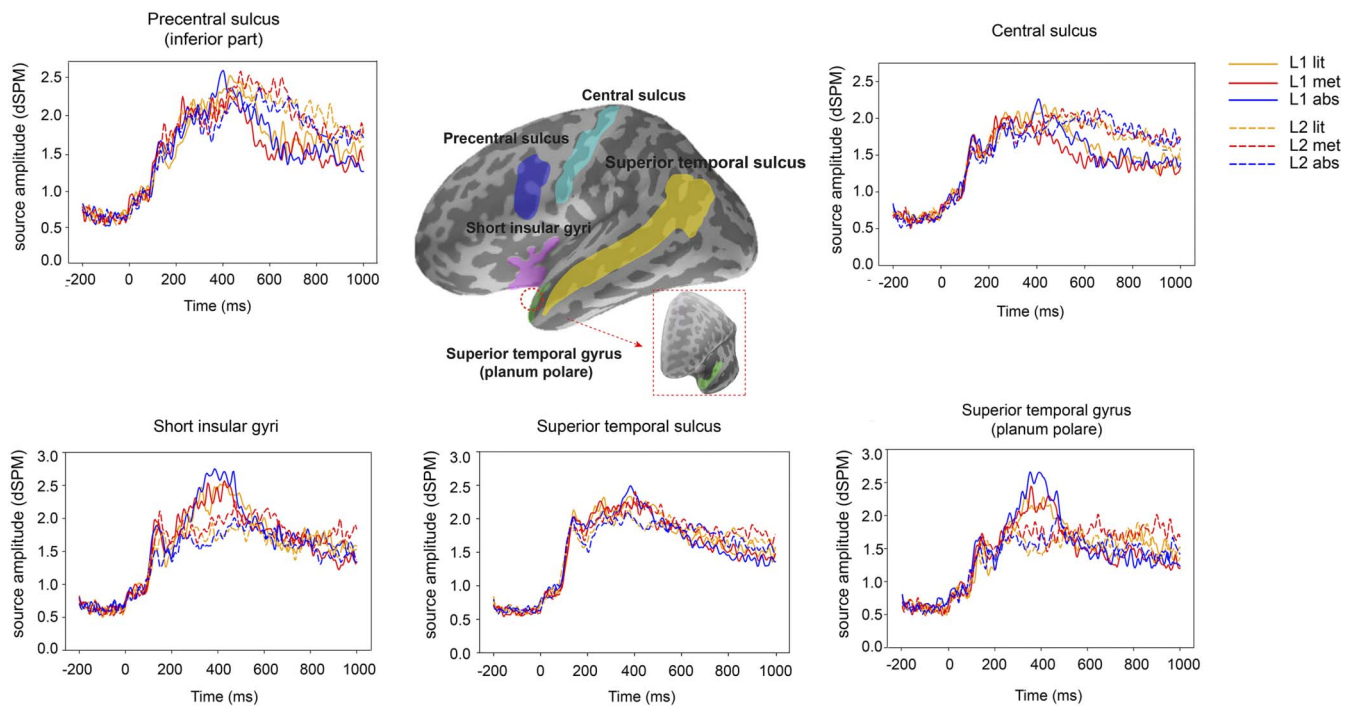 Precentral sulcus
(inferior part)
source amplitude (dSPM)
2.5
2.0
1.5
1.0
0.5
0.0
-200 0 200 400 600 800 1000
Time (ms)
Central sulcus
Precentral sulcus
Superior temporal sulcus
Short insular gyri
Superior temporal gyrus
(planum polare)
Central sulcus
source amplitude (dSPM)
2.5
2.0
1.5
1.0
0.5
0.0
-200 0 200 400 600 800 1000
Time (ms)
L1 lit
L1 met
L1 abs
L2 lit
L2 met
L2 abs
Short insular gyri
source amplitude (dSPM)
3.0
2.5
2.0
1.5
1.0
0.5
0.0
-200 0 200 400 600 800 1000
Time (ms)
Superior temporal sulcus
source amplitude (dSPM)
3.0
2.5
2.0
1.5
1.0
0.5
0.0
-200 0 200 400 600 800 1000
Time (ms)
Superior temporal gyrus
(planum polare)
source amplitude (dSPM)
3.0
2.5
2.0
1.5
1.0
0.5
0.0
-200 0 200 400 600 800 1000
Time (ms)